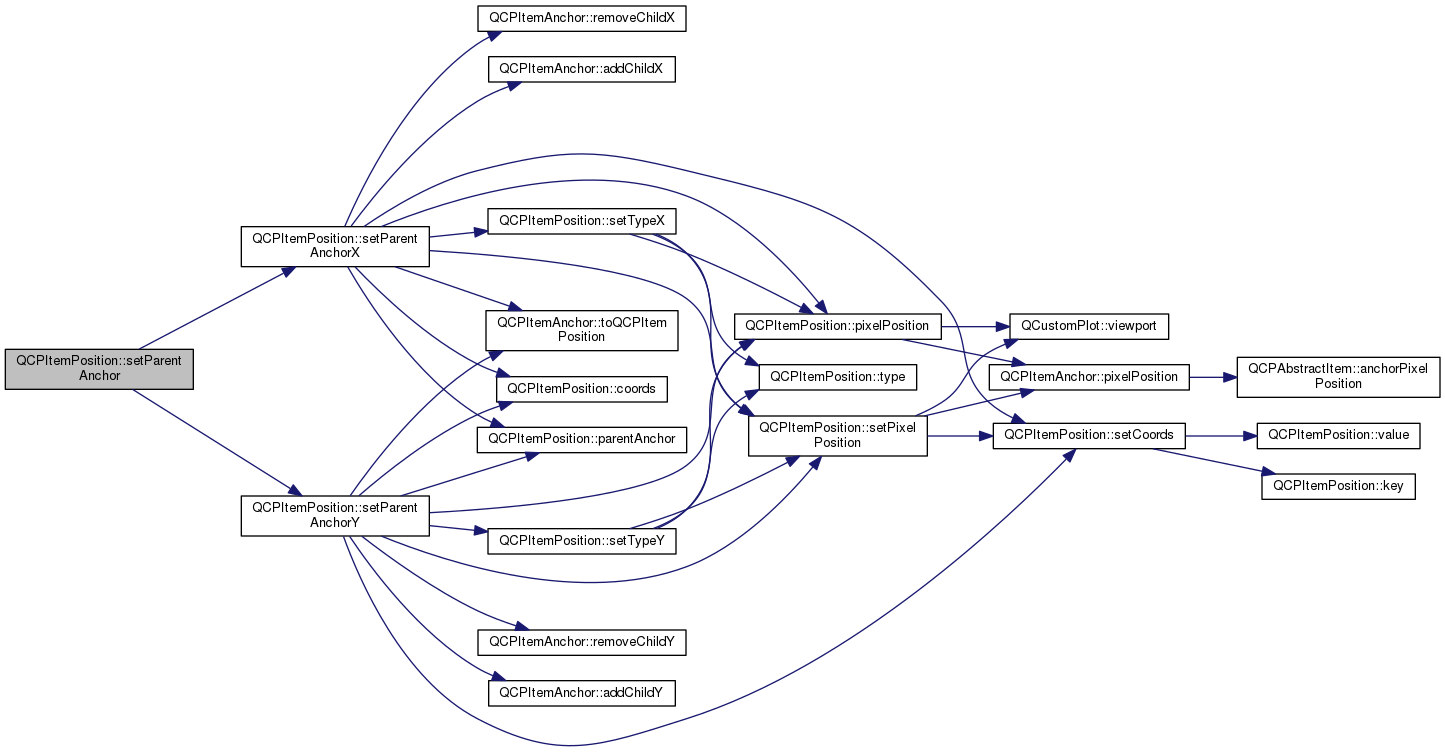 QCPItemAnchor::removeChildX
QCPItemAnchor::addChildX
QCPItemPosition::setParent
AnchorX
QCPItemPosition::setTypeX
QCPItemAnchor::toQCPItem
Position
QCPItemPosition::pixelPosition
QCustomPlot::viewport
QCPItemPosition::setParent
Anchor
QCPItemPosition::coords
QCPItemPosition::type
QCPItemAnchor::pixelPosition
QCPAbstractItem::anchorPixel
Position
QCPItemPosition::parentAnchor
QCPItemPosition::setPixel
Position
QCPItemPosition::setCoords
QCPItemPosition::value
QCPItemPosition::key
QCPItemPosition::setParent
AnchorY
QCPItemPosition::setTypeY
QCPItemAnchor::removeChildY
QCPItemAnchor::addChildY